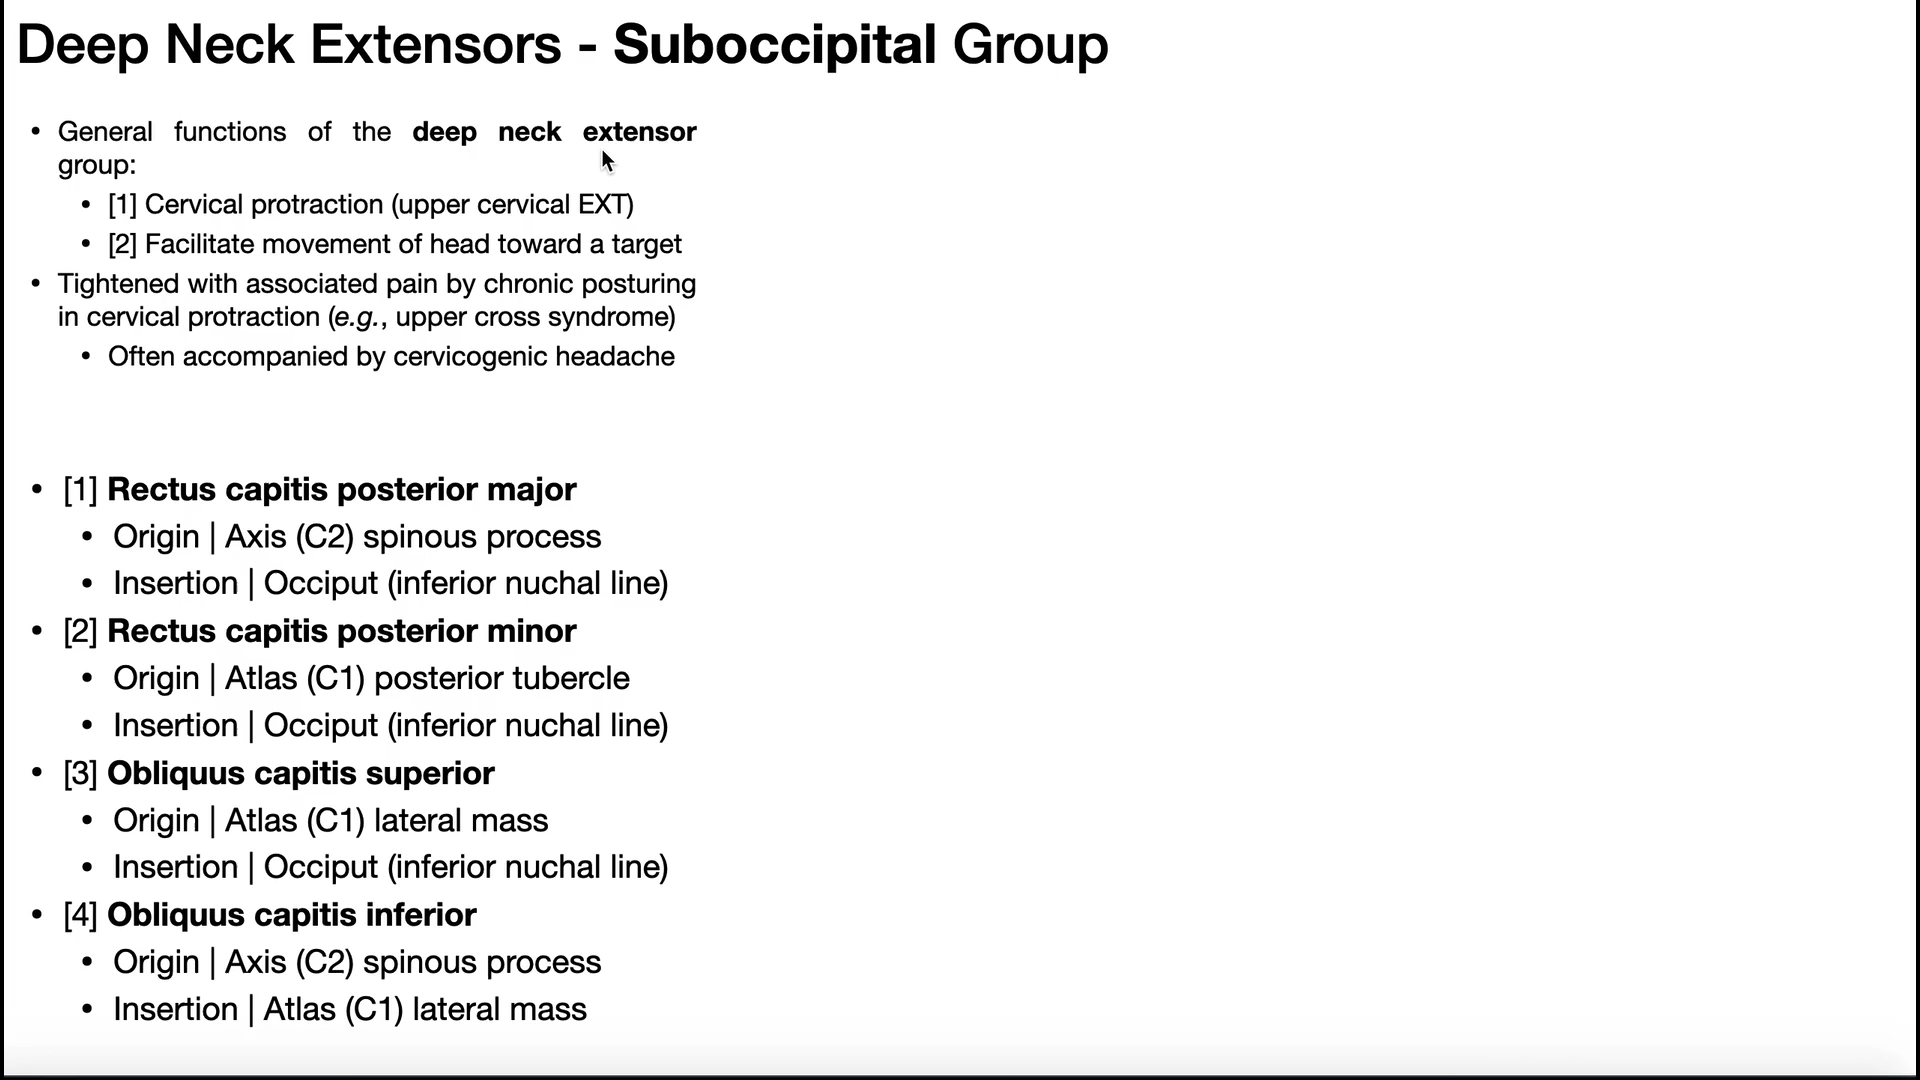 Deep Neck Extensors - Suboccipital Group
• General functions of the deep neck extensor
group:
• [1] Cervical protraction (upper cervical EXT)
• [2] Facilitate movement of head toward a target
• Tightened with associated pain by chronic posturing
in cervical protraction (e.g., upper cross syndrome)
• Often accompanied by cervicogenic headache
• [1] Rectus capitis posterior major
• Origin | Axis (C2) spinous process
• Insertion | Occiput (inferior nuchal line)
• [2] Rectus capitis posterior minor
• Origin | Atlas (C1) posterior tubercle
• Insertion | Occiput (inferior nuchal line)
• [3] Obliquus capitis superior
• Origin | Atlas (C1) lateral mass
• Insertion | Occiput (inferior nuchal line)
• [4] Obliquus capitis inferior
• Origin | Axis (C2) spinous process
• Insertion | Atlas (C1) lateral mass